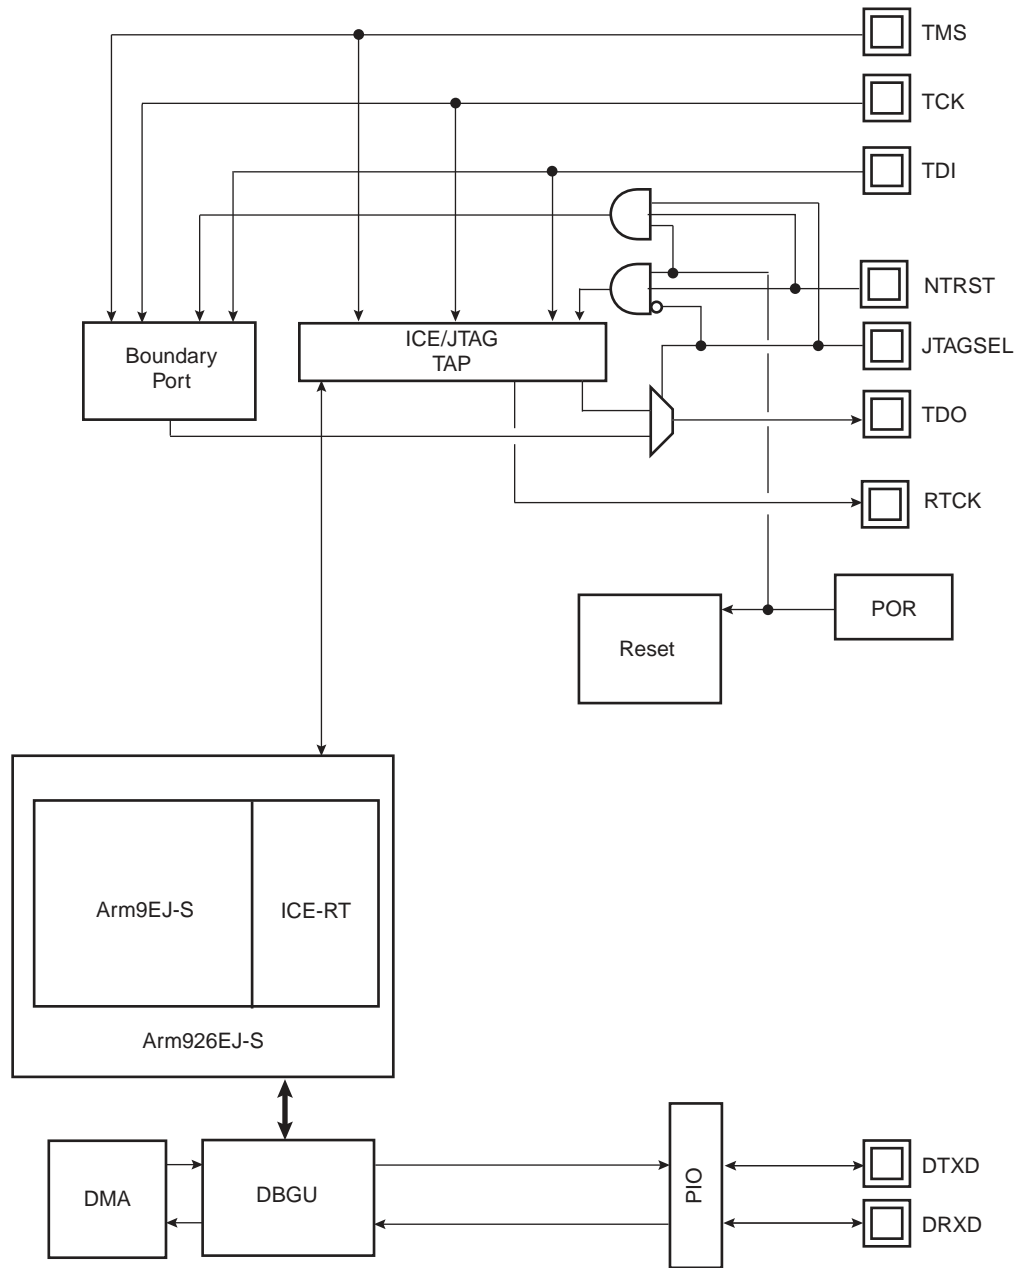 TMS
TCK
TDI
NTRST
JTAGSEL
Boundary
Port
ICE/JTAG
TAP
TDO
RTCK
POR
Reset
Arm9EJ-S
ICE-RT
Arm926EJ-S
DMA
DBGU
PIO
DTXD
DRXD